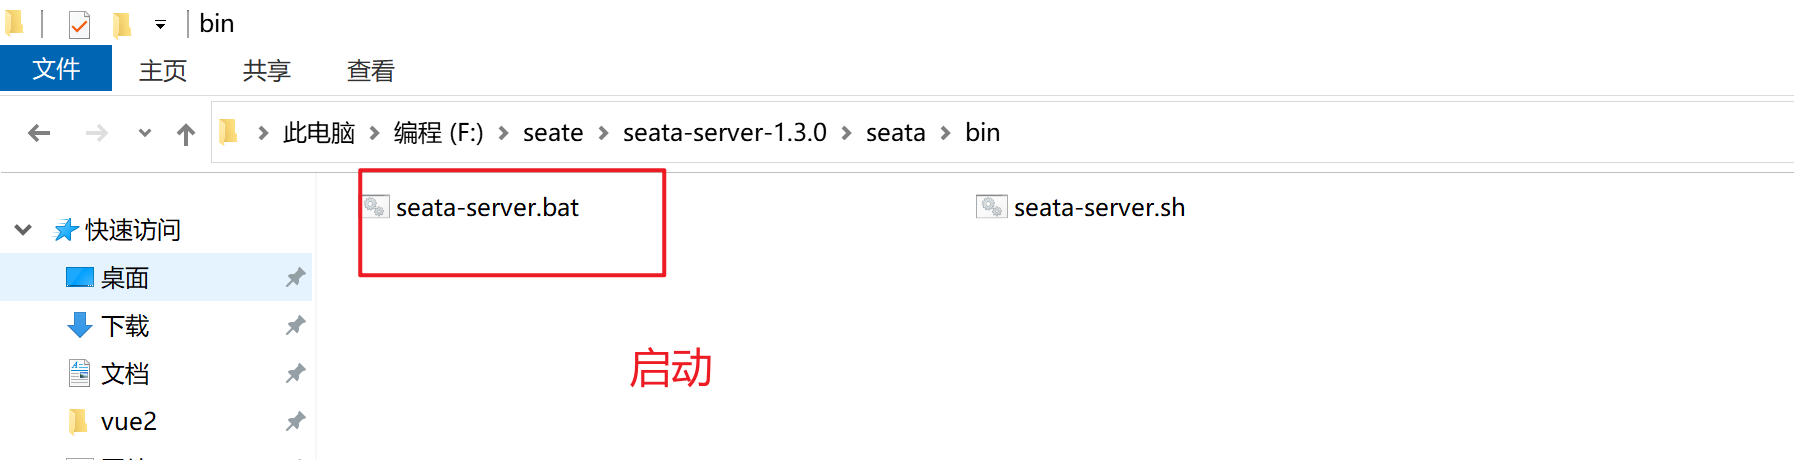 bin
文件 主页 共享 查看
此电脑 编程 (F:) seate seata-server-1.3.0 seata bin
快速访问
桌面
下载
文档
vue2
seata-server.bat seata-server.sh
启动